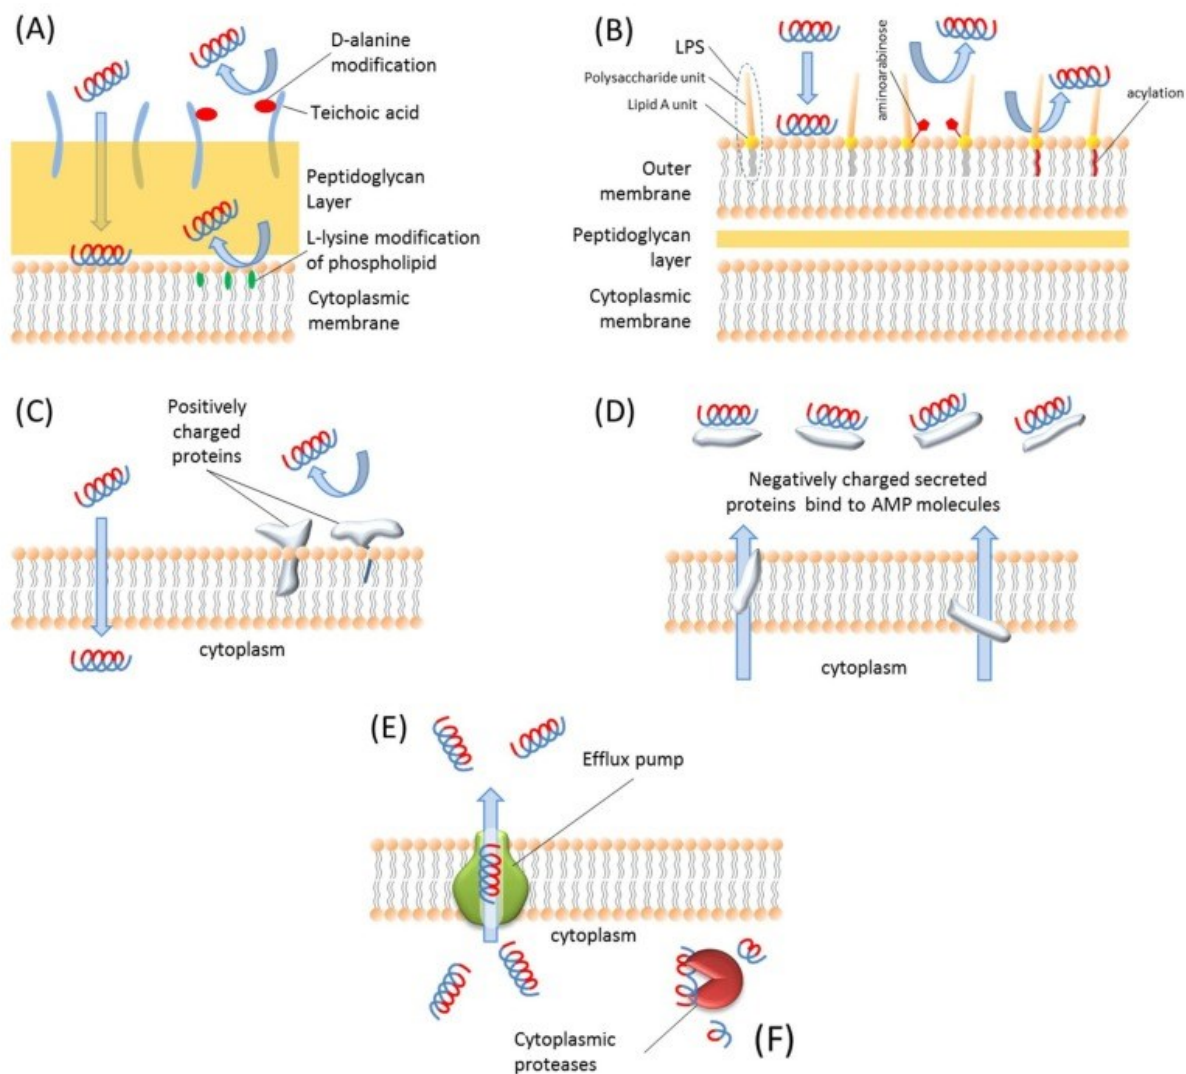 (A)
D-alanine
modification
Teichoic acid
Peptidoglycan
Layer
L-lysine modification
of phospholipid
Cytoplasmic
membrane
(B)
LPS
Polysaccharide unit
Lipid A unit
aminoarabinose
acylation
Outer
membrane
Peptidoglycan
layer
Cytoplasmic
membrane
(C)
Positively
charged
proteins
cytoplasm
(D)
Negatively charged secreted
proteins bind to AMP molecules
cytoplasm
(E)
Efflux pump
cytoplasm
Cytoplasmic
proteases
(F)